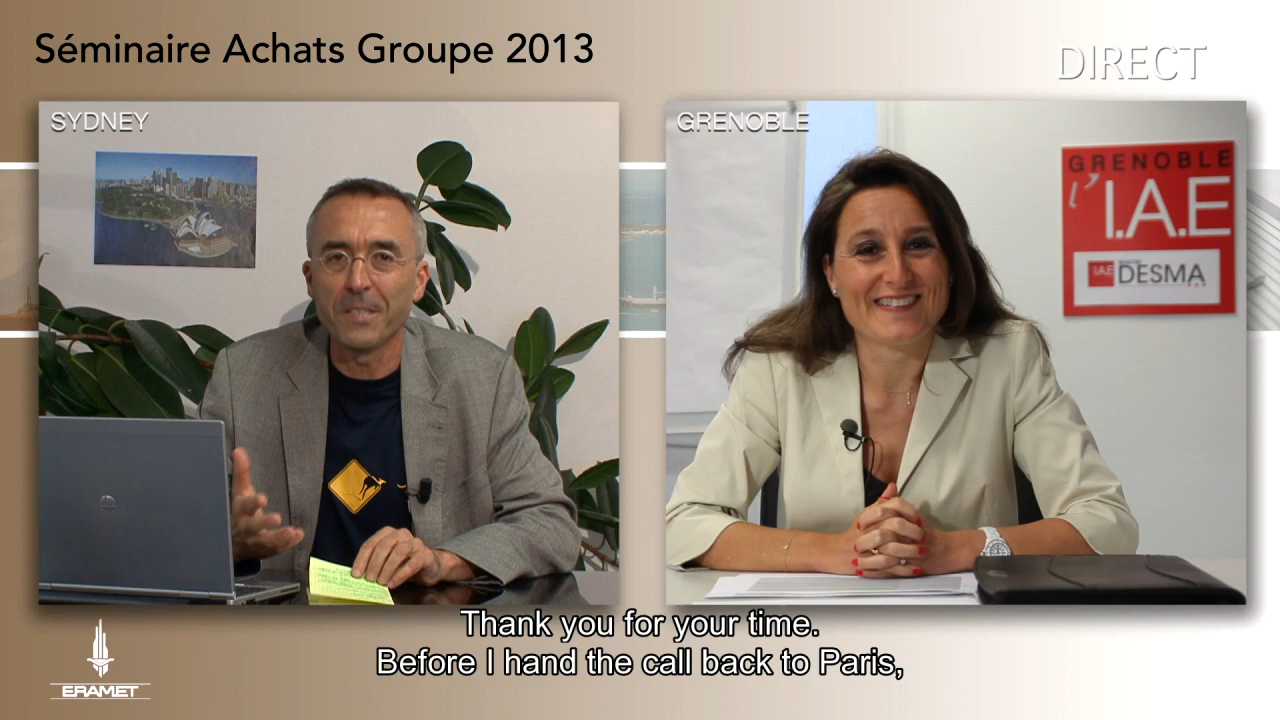 Séminaire Achats Groupe 2013
DIRECT
SYDNEY
GRENOBLE
GRENOBLE
l'I.A.E
IAE
DESMA
ERAMET
Thank you for your time.
Before I hand the call back to Paris,